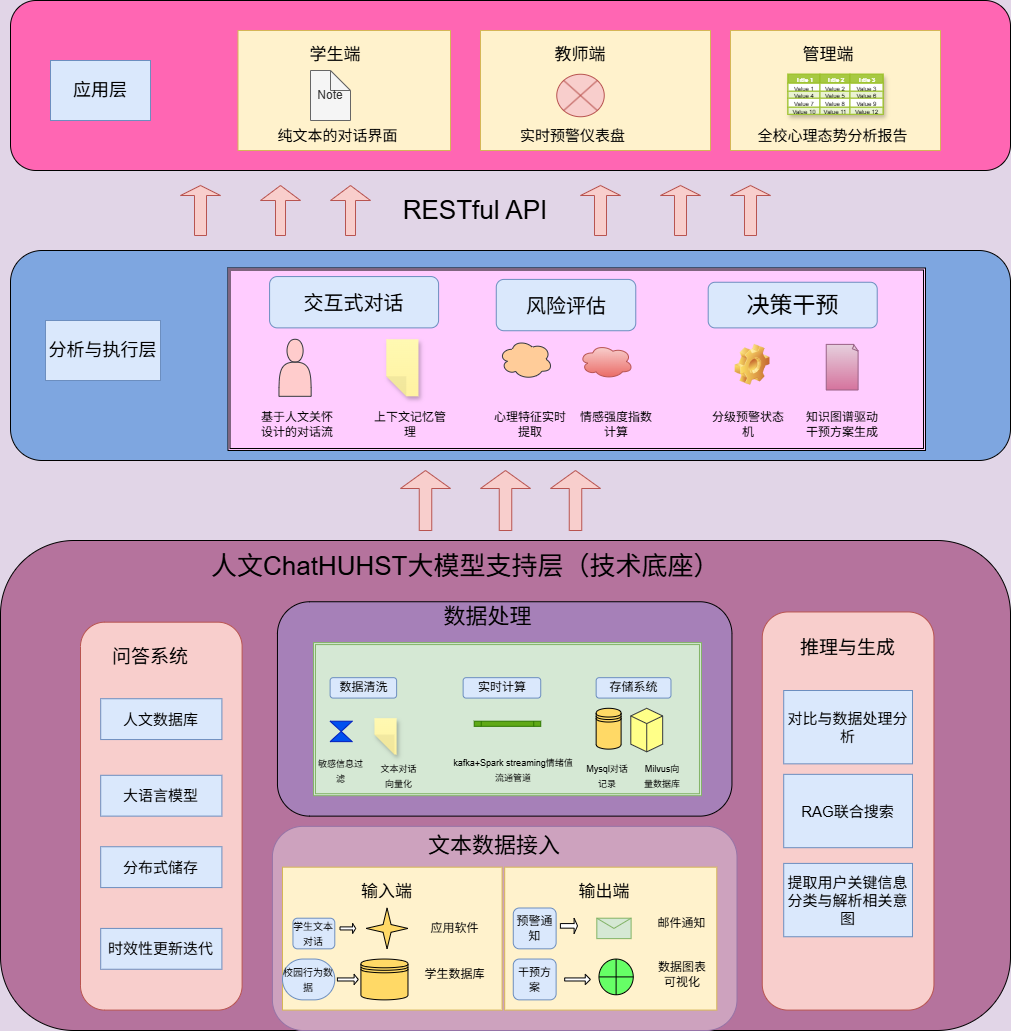 应用层
学生端
Note
纯文本的对话界面
教师端
实时预警仪表盘
管理端
Value 1 Value 2 Value 3
Value 4 Value 5 Value 6
Value 7 Value 8 Value 9
Value 10 Value 11 Value 12
全校心理态势分析报告
RESTful API
分析与执行层
交互式对话
基于人文关怀
设计的对话流
上下文记忆管
理
风险评估
心理特征实时
提取
情感强度指数
计算
决策干预
分级预警状态
机
知识图谱驱动
干预方案生成
人文ChatHUHST大模型支持层（技术底座）
问答系统
人文数据库
大语言模型
分布式储存
时效性更新迭代
数据处理
数据清洗
敏感信息过
滤
文本对话
向量化
实时计算
kafka+Spark streaming情绪值
流通管道
存储系统
Mysql对话
记录
Milvus向
量数据库
文本数据接入
输入端
学生文本
对话
应用软件
校园行为数
据
学生数据库
输出端
预警通
知
邮件通知
干预方
案
数据图表
可视化
推理与生成
对比与数据处理分
析
RAG联合搜索
提取用户关键信息
分类与解析相关意
图